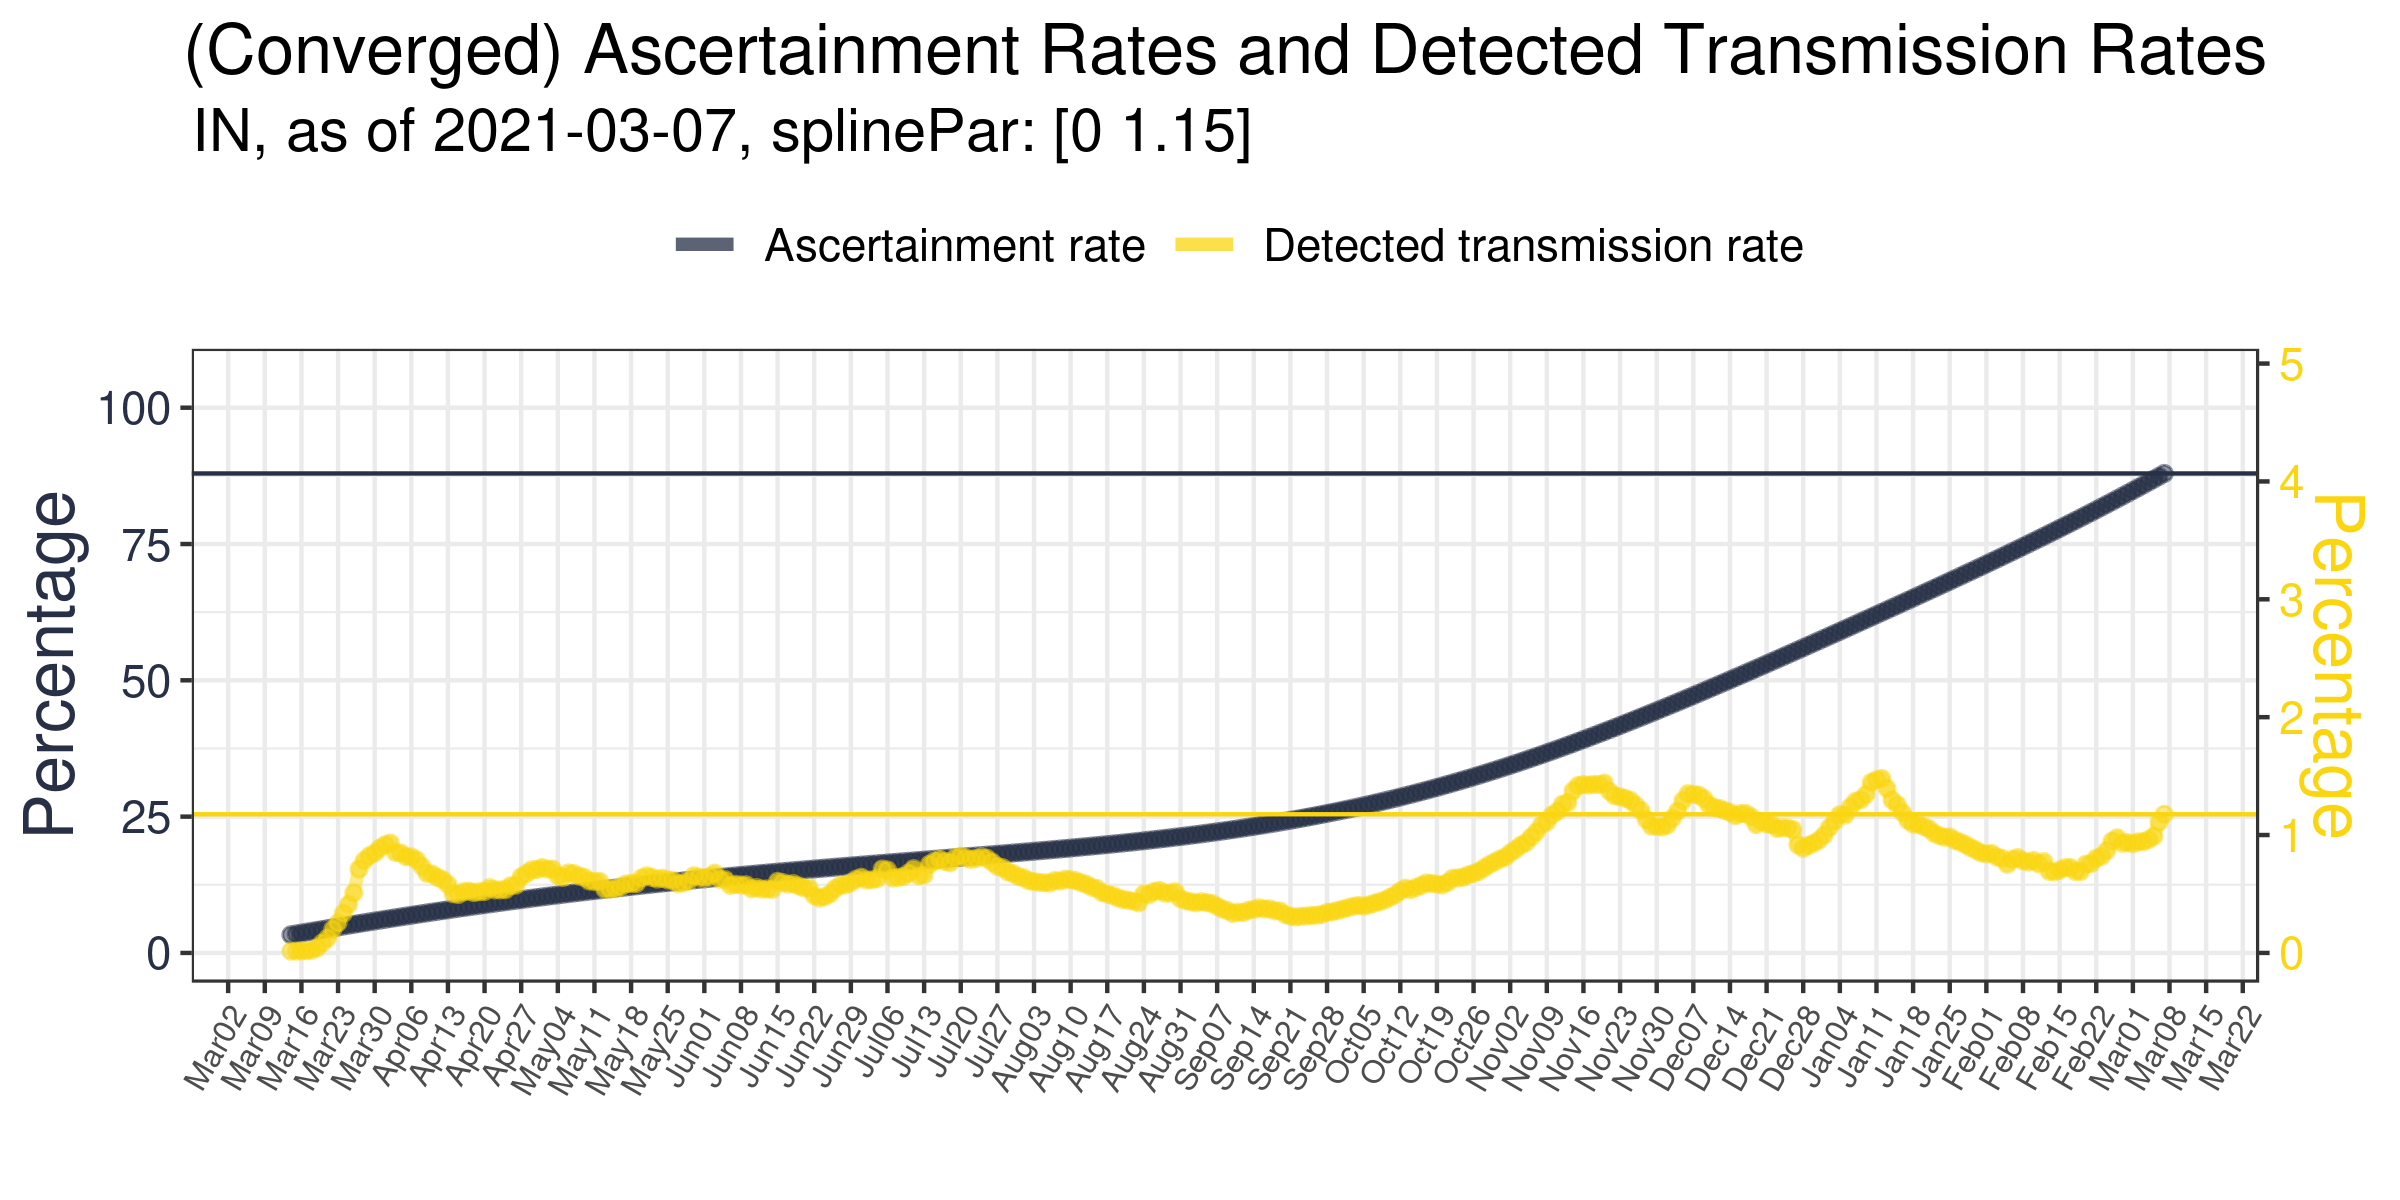 (Converged) Ascertainment Rates and Detected Transmission Rates
IN, as of 2021-03-07, splinePar: [0 1.15]
Ascertainment rate
Detected transmission rate
Percentage
100
75
50
25
0
5
4
3
2
1
0
Percentage
Mar02
Mar09
Mar16
Mar23
Mar30
Apr06
Apr13
Apr20
Apr27
May04
May11
May18
May25
Jun01
Jun08
Jun15
Jun22
Jun29
Jul06
Jul13
Jul20
Jul27
Aug03
Aug10
Aug17
Aug24
Aug31
Sep07
Sep14
Sep21
Sep28
Oct05
Oct12
Oct19
Oct26
Nov02
Nov09
Nov16
Nov23
Nov30
Dec07
Dec14
Dec21
Dec28
Jan04
Jan11
Jan18
Jan25
Feb01
Feb08
Feb15
Feb22
Mar01
Mar08
Mar15
Mar22